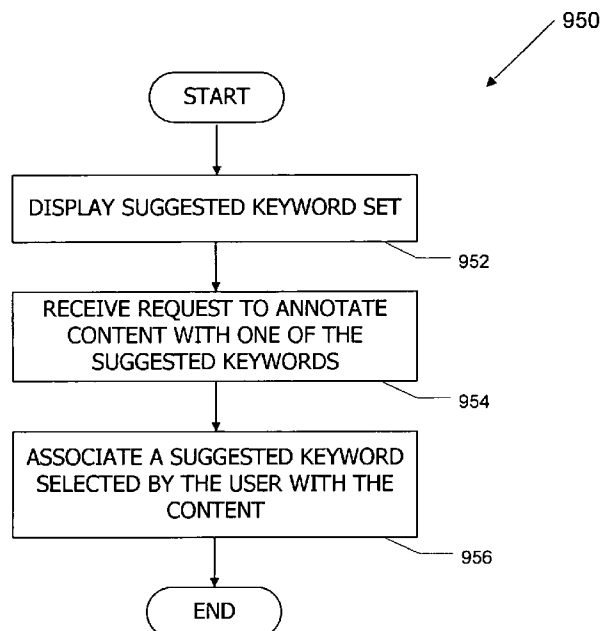 950
START
DISPLAY SUGGESTED KEYWORD SET
952
RECEIVE REQUEST TO ANNOTATE
CONTENT WITH ONE OF THE
SUGGESTED KEYWORDS
954
ASSOCIATE A SUGGESTED KEYWORD
SELECTED BY THE USER WITH THE
CONTENT
956
END